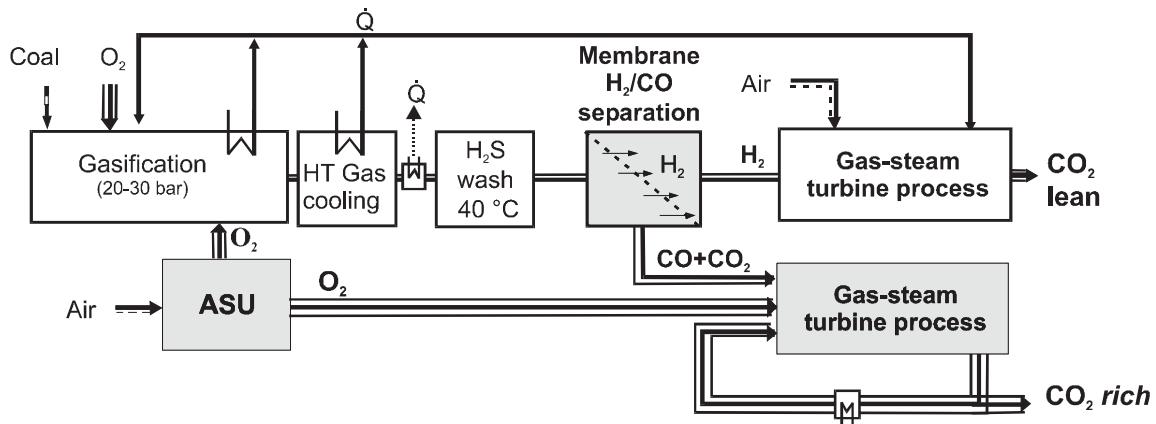 Q̇
Coal
O₂
Membrane
H₂/CO
separation
Air
Q̇
Gasification
(20-30 bar)
HT Gas
cooling
H₂S
wash
40 °C
H₂
H₂
Gas-steam
turbine process
CO₂
lean
O₂
CO+CO₂
Air
ASU
O₂
Gas-steam
turbine process
CO₂ rich